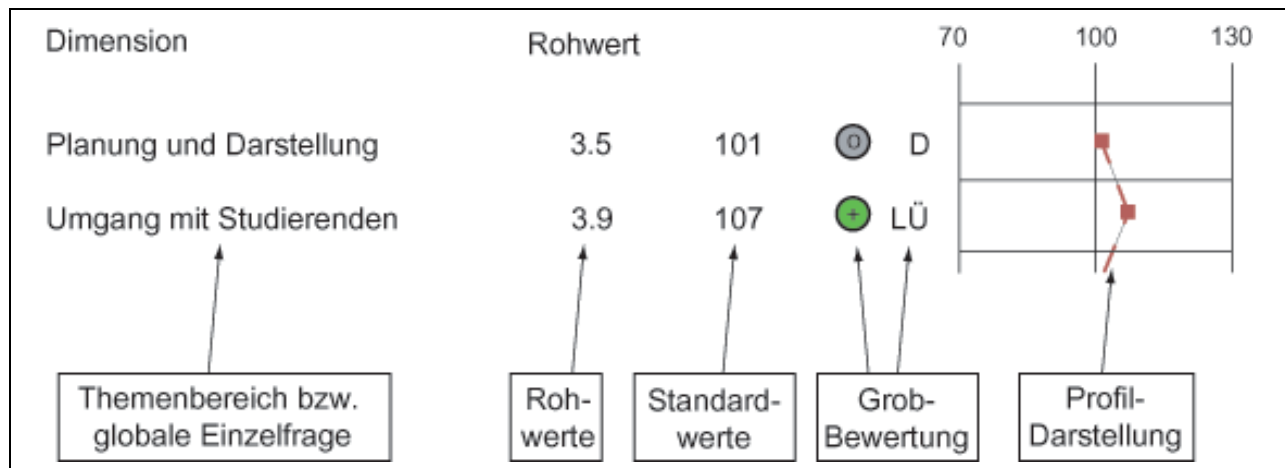 Dimension Rohwert 70 100 130
Planung und Darstellung 3.5 101 O D
Umgang mit Studierenden 3.9 107 + LÜ
Themenbereich bzw.
globale Einzelfrage
Roh-
werte
Standard-
werte
Grob-
Bewertung
Profil-
Darstellung